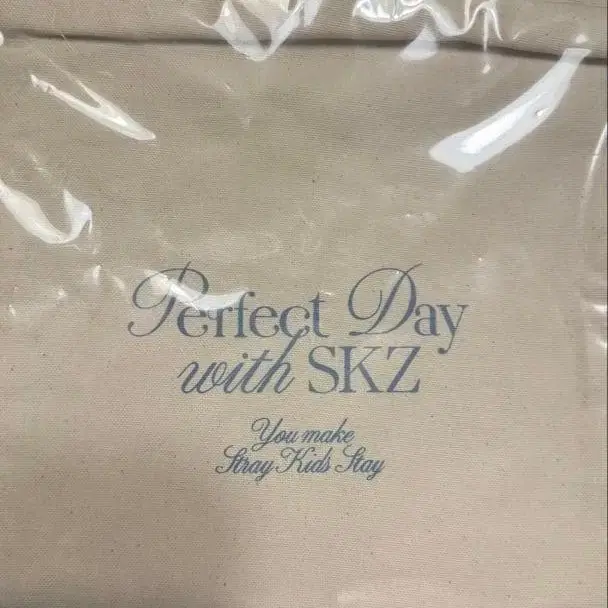 Perfect Day
with SKZ
You make
Stray Kids Stay